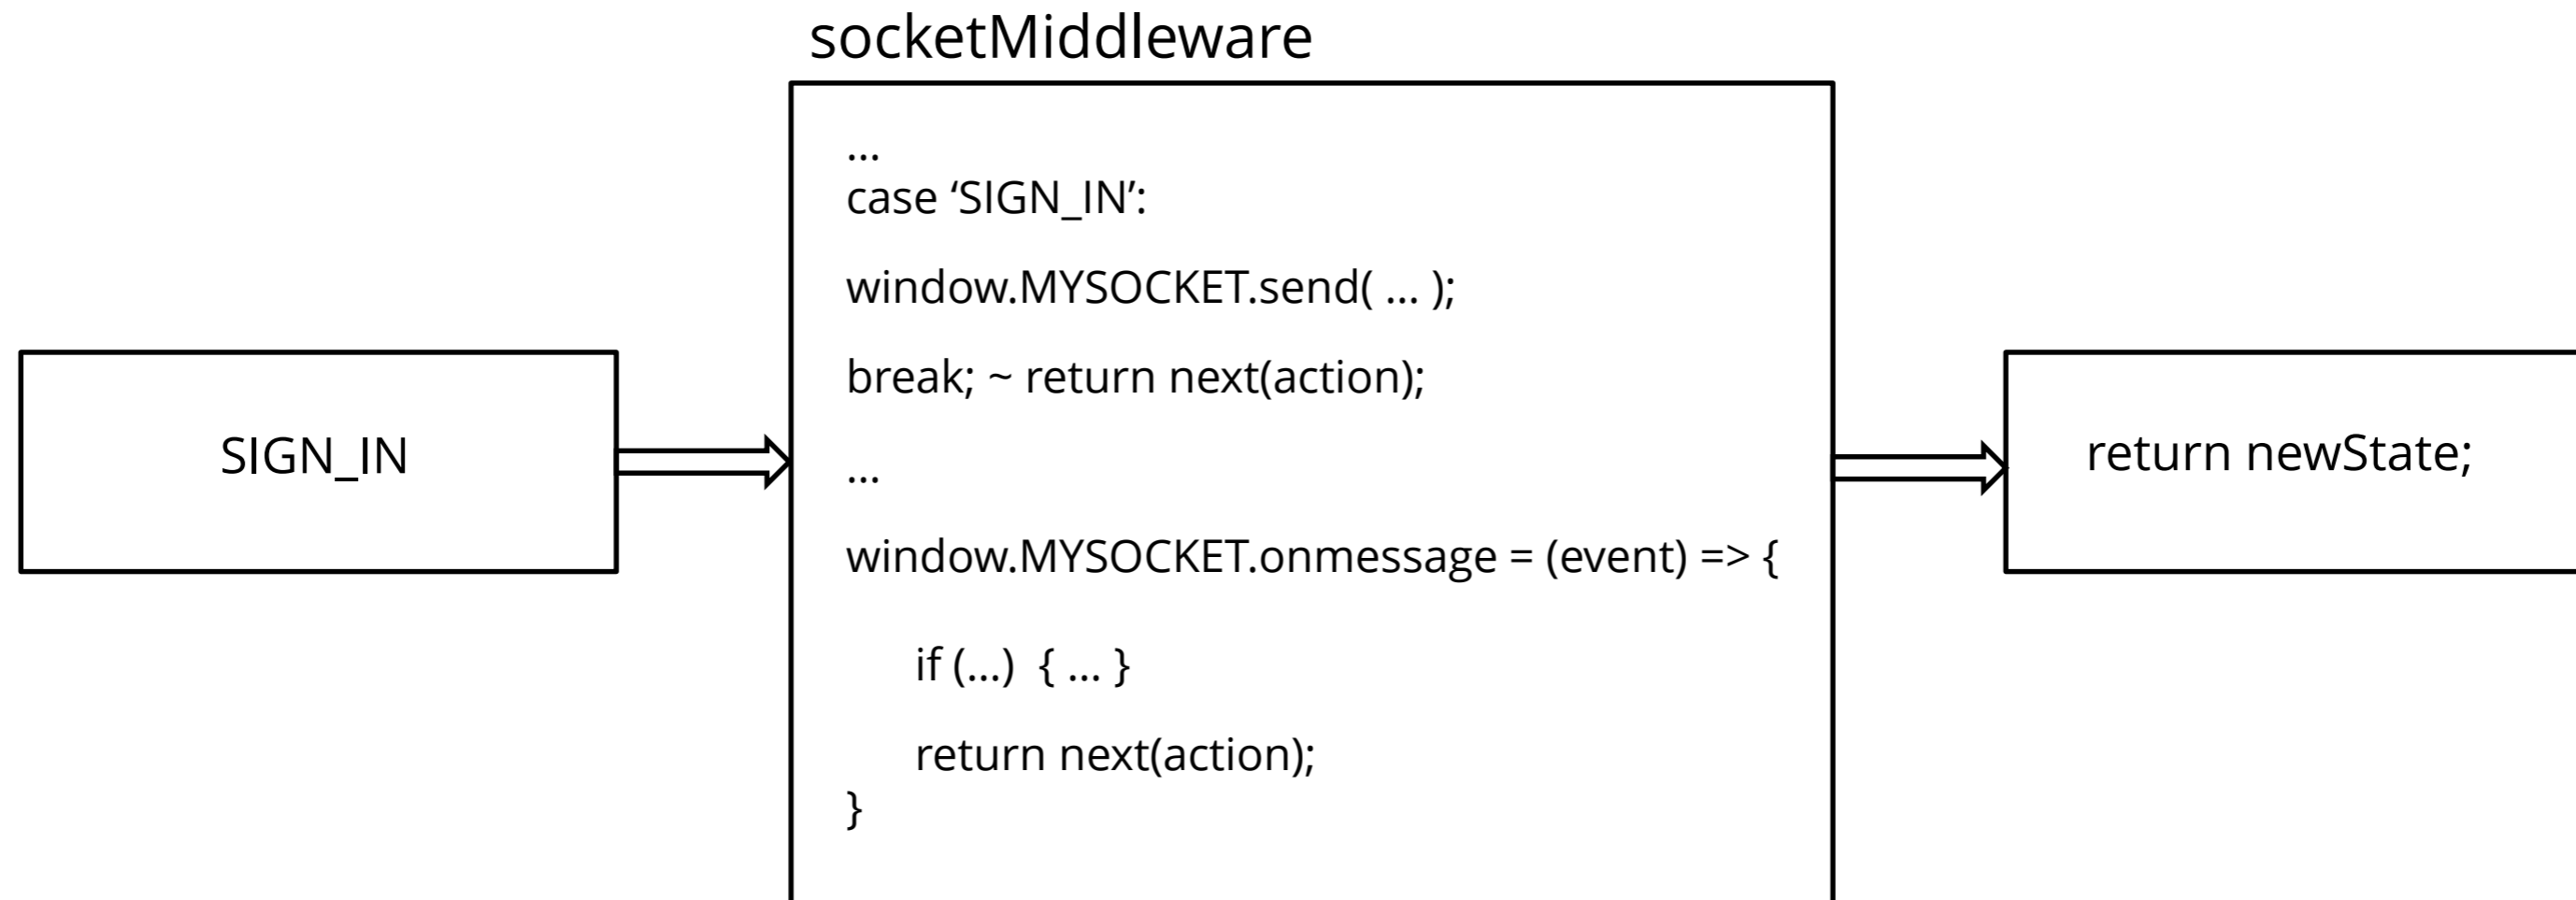 socketMiddleware
...
case ‘SIGN_IN’:
window.MYSOCKET.send( ... );
break; ~ return next(action);
...
window.MYSOCKET.onmessage = (event) => {
if (...) { ... }
return next(action);
}
SIGN_IN
return newState;